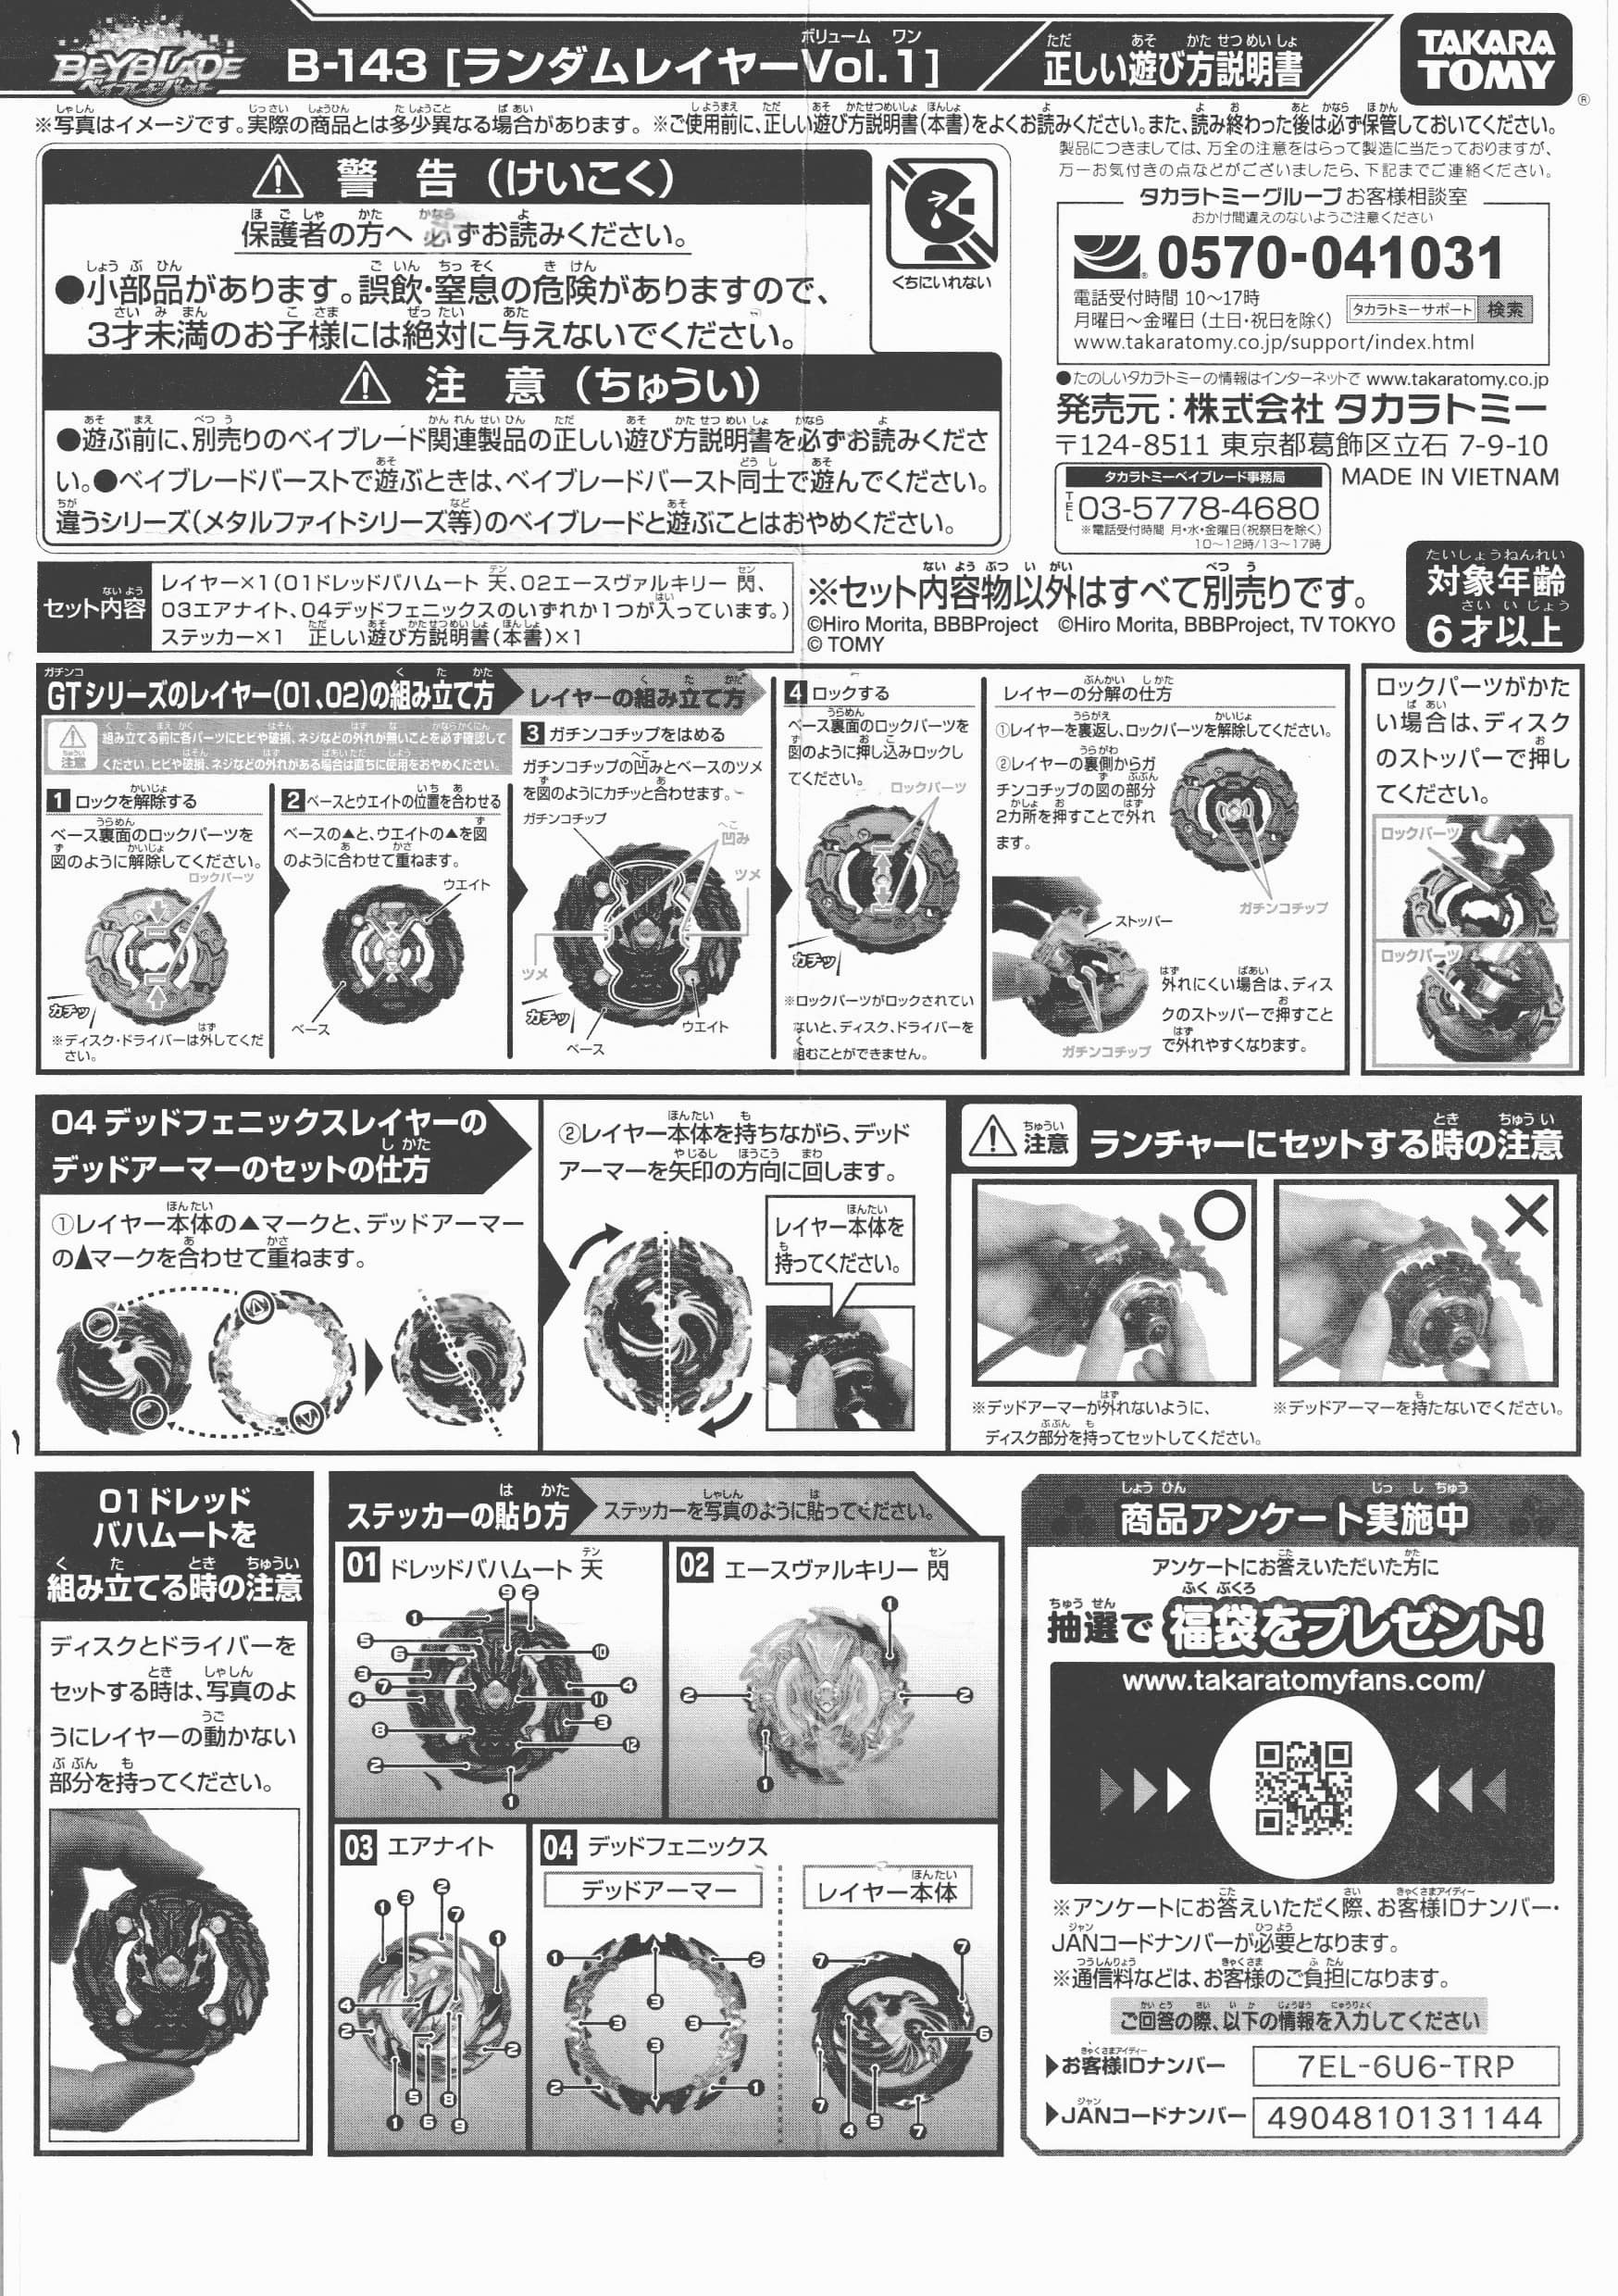 BEYBLADE
ベイブレードバースト
B-143 [ランダムレイヤーVol.1]
正しい遊び方説明書
TAKARA TOMY
※写真はイメージです。実際の商品とは多少異なる場合があります。 ※ご使用前に、正しい遊び方説明書(本書)をよくお読みください。また、読み終わった後は必ず保管しておいてください。
警 告 (けいこく)
保護者の方へ 必ずお読みください。
●小部品があります。誤飲・窒息の危険がありますので、
3才未満のお子様には絶対に与えないでください。
くちにいれない
注 意 (ちゅうい)
●遊ぶ前に、別売りのベイブレード関連製品の正しい遊び方説明書を必ずお読みくださ
い。●ベイブレードバーストで遊ぶときは、ベイブレードバースト同士で遊んでください。
違うシリーズ(メタルファイトシリーズ等)のベイブレードと遊ぶことはおやめください。
製品につきましては、万全の注意をはらって製造に当たっておりますが、
万一お気付きの点などがございましたら、下記までご連絡ください。
タカラトミーグループ お客様相談室
おかけ間違えのないようご注意ください
0570-041031
電話受付時間 10〜17時
月曜日〜金曜日 (土日・祝日を除く)
タカラトミーサポート 検索
www.takaratomy.co.jp/support/index.html
●たのしいタカラトミーの情報はインターネットで www.takaratomy.co.jp
発売元:株式会社 タカラトミー
〒124-8511 東京都葛飾区立石 7-9-10
タカラトミーベイブレード事務局
TEL 03-5778-4680
※電話受付時間 月・水・金曜日(祝祭日を除く)
10〜12時/13〜17時
MADE IN VIETNAM
セット内容
レイヤー×1(01ドレッドバハムート 天、02エースヴァルキリー 閃、
03エアナイト、04デッドフェニックスのいずれか1つが入っています。)
ステッカー×1 正しい遊び方説明書(本書)×1
※セット内容物以外はすべて別売りです。
©Hiro Morita, BBBProject ©Hiro Morita, BBBProject, TV TOKYO
© TOMY
対象年齢
6才以上
GTシリーズのレイヤー(01、02)の組み立て方
レイヤーの組み立て方
注意
組み立てる前に各パーツにヒビや破損、ネジなどの外れが無いことを必ず確認して
ください。ヒビや破損、ネジなどの外れがある場合は直ちに使用をおやめください。
1 ロックを解除する
ベース裏面のロックパーツを
図のように解除してください。
ロックパーツ
カチッ
※ディスク・ドライバーは外してくだ
さい。
2 ベースとウエイトの位置を合わせる
ベースの▲と、ウエイトの▲を図
のように合わせて重ねます。
ウエイト
ベース
3 ガチンコチップをはめる
ガチンコチップの凹みとベースのツメ
を図のようにカチッと合わせます。
ガチンコチップ
凹み
ツメ
ツメ
カチッ
ベース
ウエイト
4 ロックする
ベース裏面のロックパーツを
図のように押し込みロックし
てください。
ロックパーツ
カチッ
※ロックパーツがロックされてい
ないと、ディスク、ドライバーを
組むことができません。
レイヤーの分解の仕方
①レイヤーを裏返し、ロックパーツを解除してください。
②レイヤーの裏側からガ
チンコチップの図の部分
2カ所を押すことで外れ
ます。
ガチンコチップ
ストッパー
ガチンコチップ
外れにくい場合は、ディス
クのストッパーで押すこと
で外れやすくなります。
ロックパーツがかた
い場合は、ディスク
のストッパーで押し
てください。
ロックパーツ
ロックパーツ
04 デッドフェニックスレイヤーの
デッドアーマーのセットの仕方
①レイヤー本体の▲マークと、デッドアーマー
の▲マークを合わせて重ねます。
②レイヤー本体を持ちながら、デッド
アーマーを矢印の方向に回します。
レイヤー本体を
持ってください。
注意 ランチャーにセットする時の注意
※デッドアーマーが外れないように、
ディスク部分を持ってセットしてください。
※デッドアーマーを持たないでください。
01ドレッド
バハムートを
組み立てる時の注意
ディスクとドライバーを
セットする時は、写真のよ
うにレイヤーの動かない
部分を持ってください。
ステッカーの貼り方
ステッカーを写真のように貼ってください。
01 ドレッドバハムート 天
02 エースヴァルキリー 閃
03 エアナイト
04 デッドフェニックス
デッドアーマー
レイヤー本体
商品アンケート実施中
アンケートにお答えいただいた方に
抽選で 福袋をプレゼント!
www.takaratomyfans.com/
※アンケートにお答えいただく際、お客様IDナンバー・
JANコードナンバーが必要となります。
※通信料などは、お客様のご負担になります。
ご回答の際、以下の情報を入力してください
▶お客様IDナンバー 7EL-6U6-TRP
▶JANコードナンバー 4904810131144